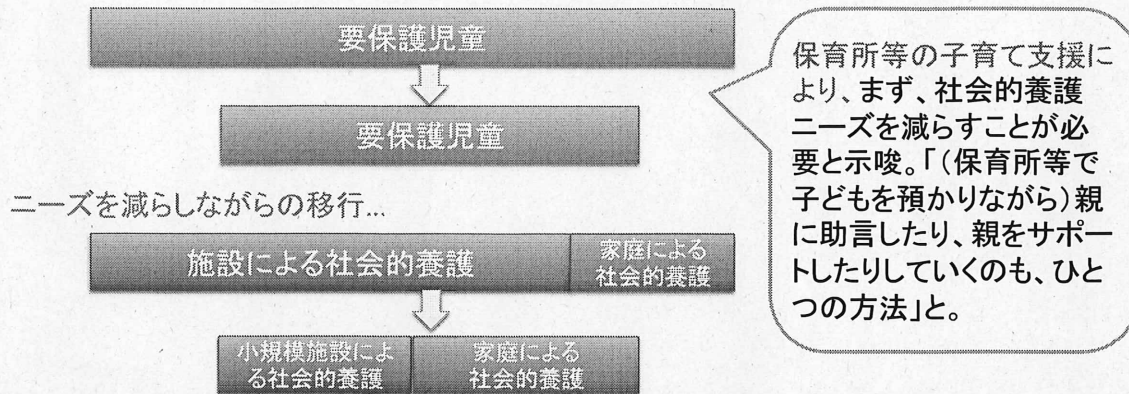 要保護児童
要保護児童
ニーズを減らしながらの移行...
施設による社会的養護
家庭による
社会的養護
小規模施設によ
る社会的養護
家庭による
社会的養護
保育所等の子育て支援に
より、まず、社会的養護
ニーズを減らすことが必
要と示唆。「(保育所等で
子どもを預かりながら)親
に助言したり、親をサポー
トしたりしていくのも、ひと
つの方法」と。